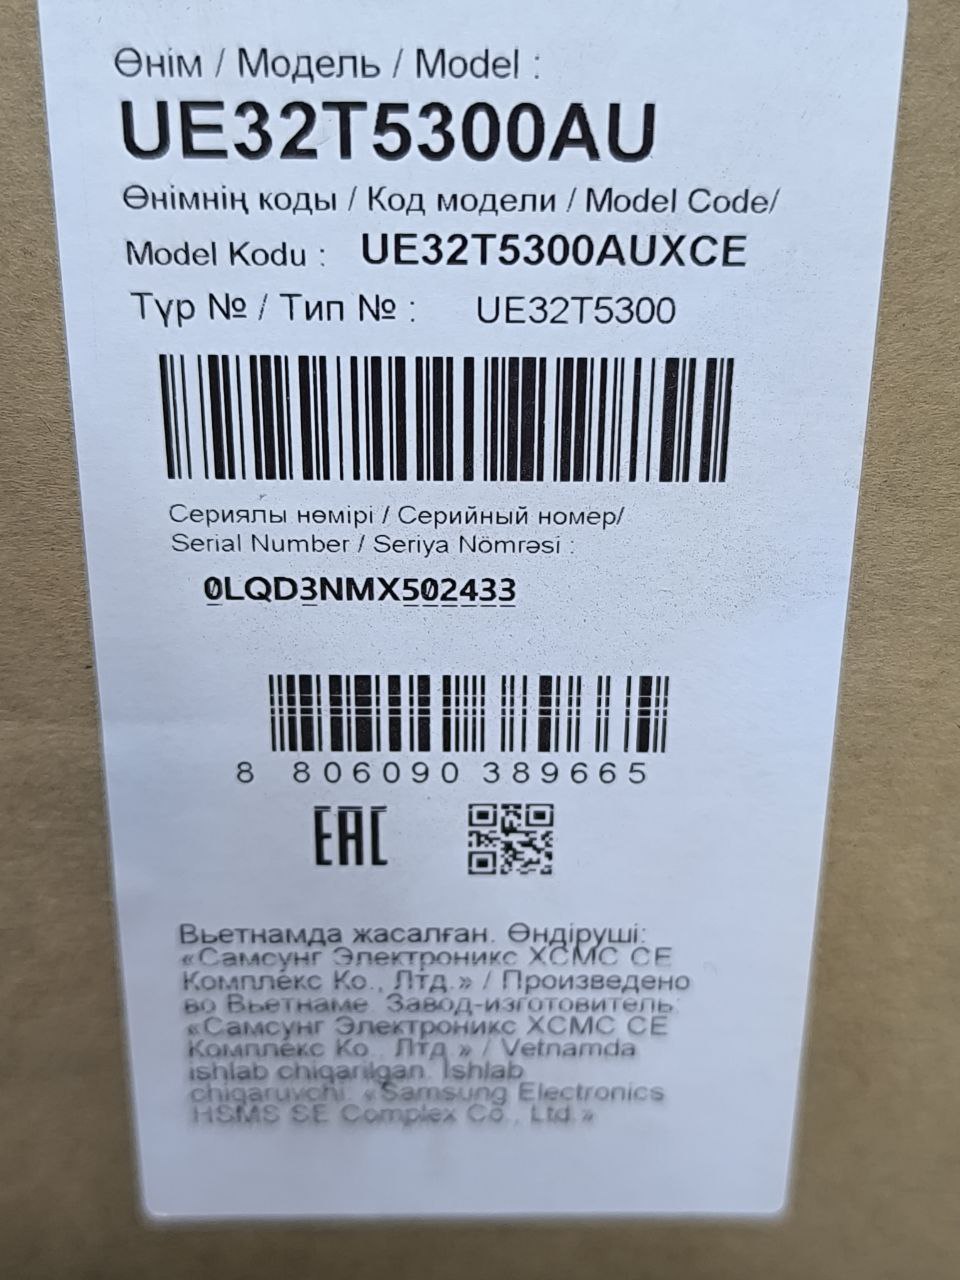 Өнім / Модель / Model :
UE32T5300AU
Өнімнің коды / Код модели / Model Code/
Model Kodu : UE32T5300AUXCE
Түр № / Тип № : UE32T5300
Сериялы нөмірі / Серийный номер/
Serial Number / Seriya Nömrəsi :
0LQD3NMX502433
8 806090 389665
EAC
Вьетнамда жасалған. Өндіруші:
«Самсунг Электроникс ХСМС СЕ
Комплекс Ко., Лтд.» / Произведено
во Вьетнаме. Завод-изготовитель:
«Самсунг Электроникс ХСМС СЕ
Комплекс Ко., Лтд.» / Vetnamda
ishlab chiqarilgan. Ishlab
chiqaruvchi: «Samsung Electronics
HSMS SE Complex Co., Ltd.»